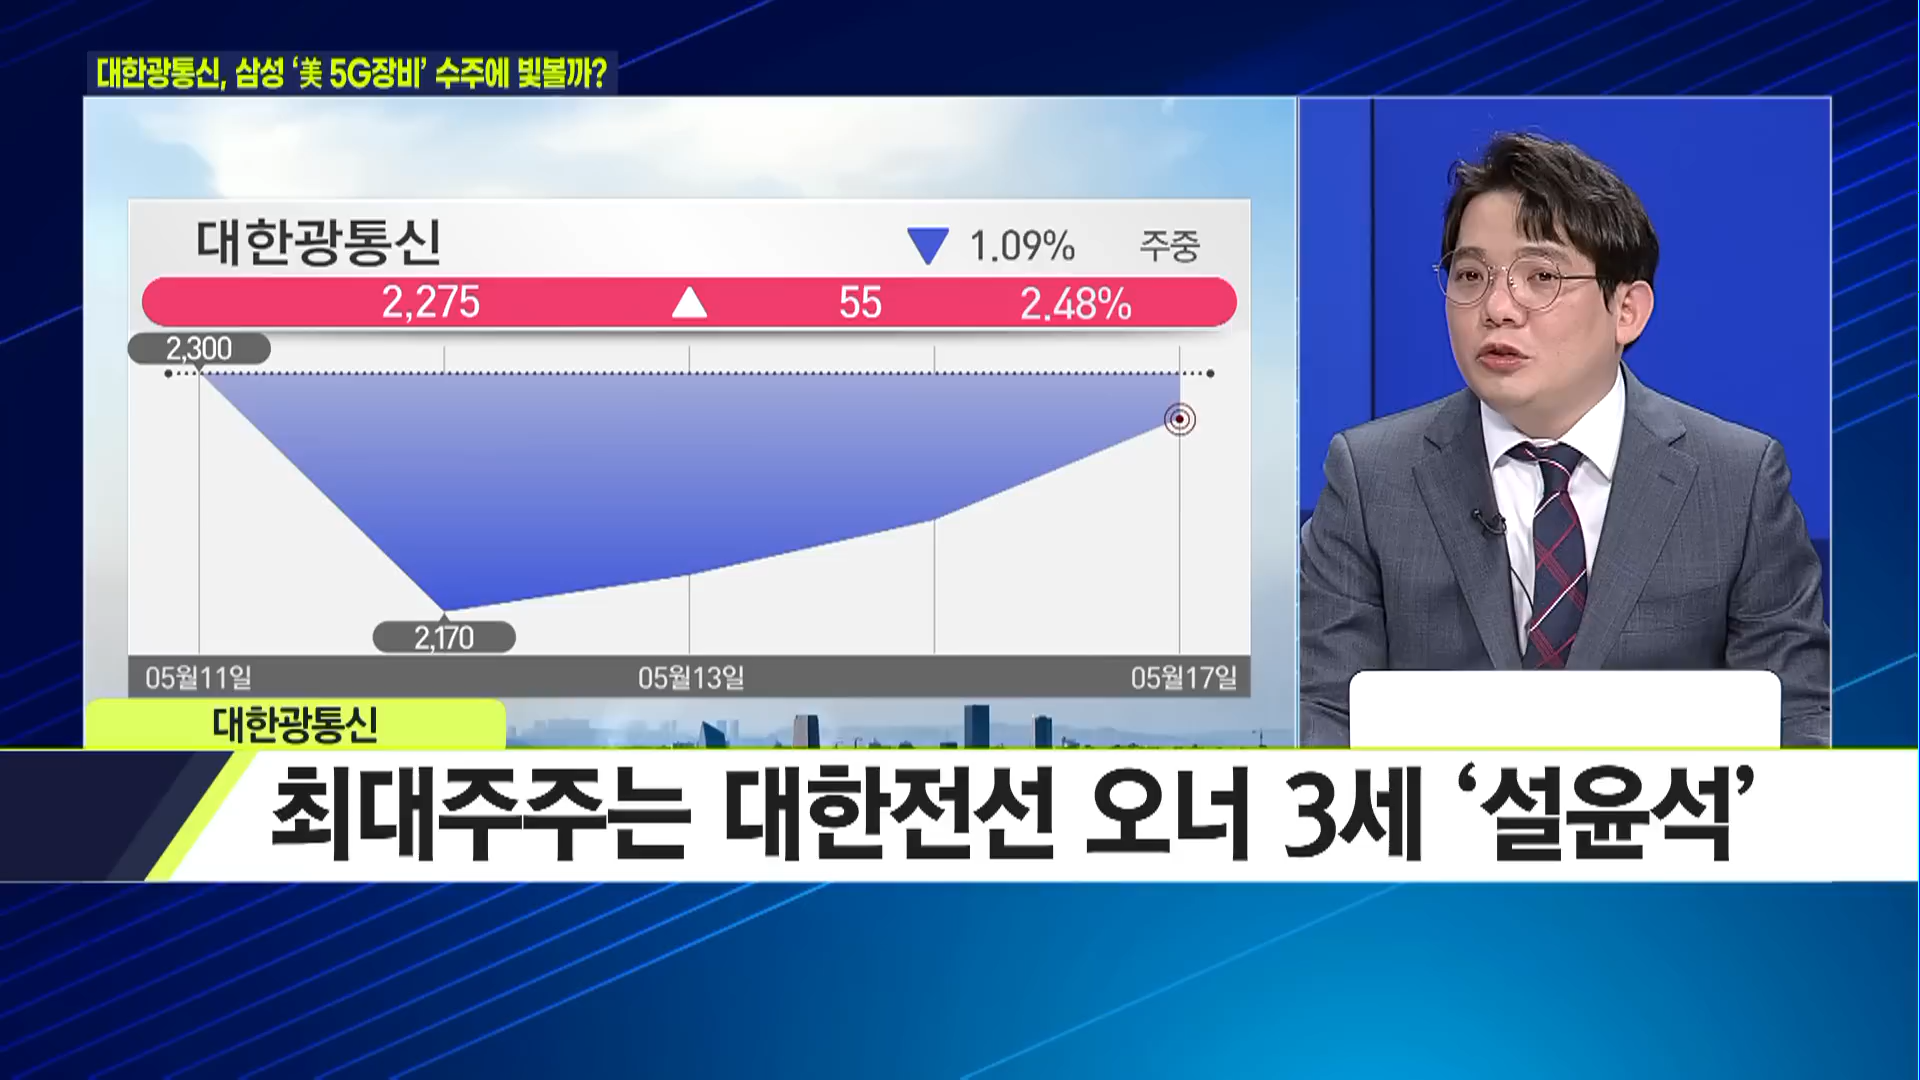 대한광통신, 삼성 ‘美 5G장비’ 수주에 빛볼까?
대한광통신 ▼ 1.09% 주중
2,275 ▲ 55 2.48%
2,300
2,170
05월11일 05월13일 05월17일
대한광통신
최대주주는 대한전선 오너 3세 ‘설윤석’